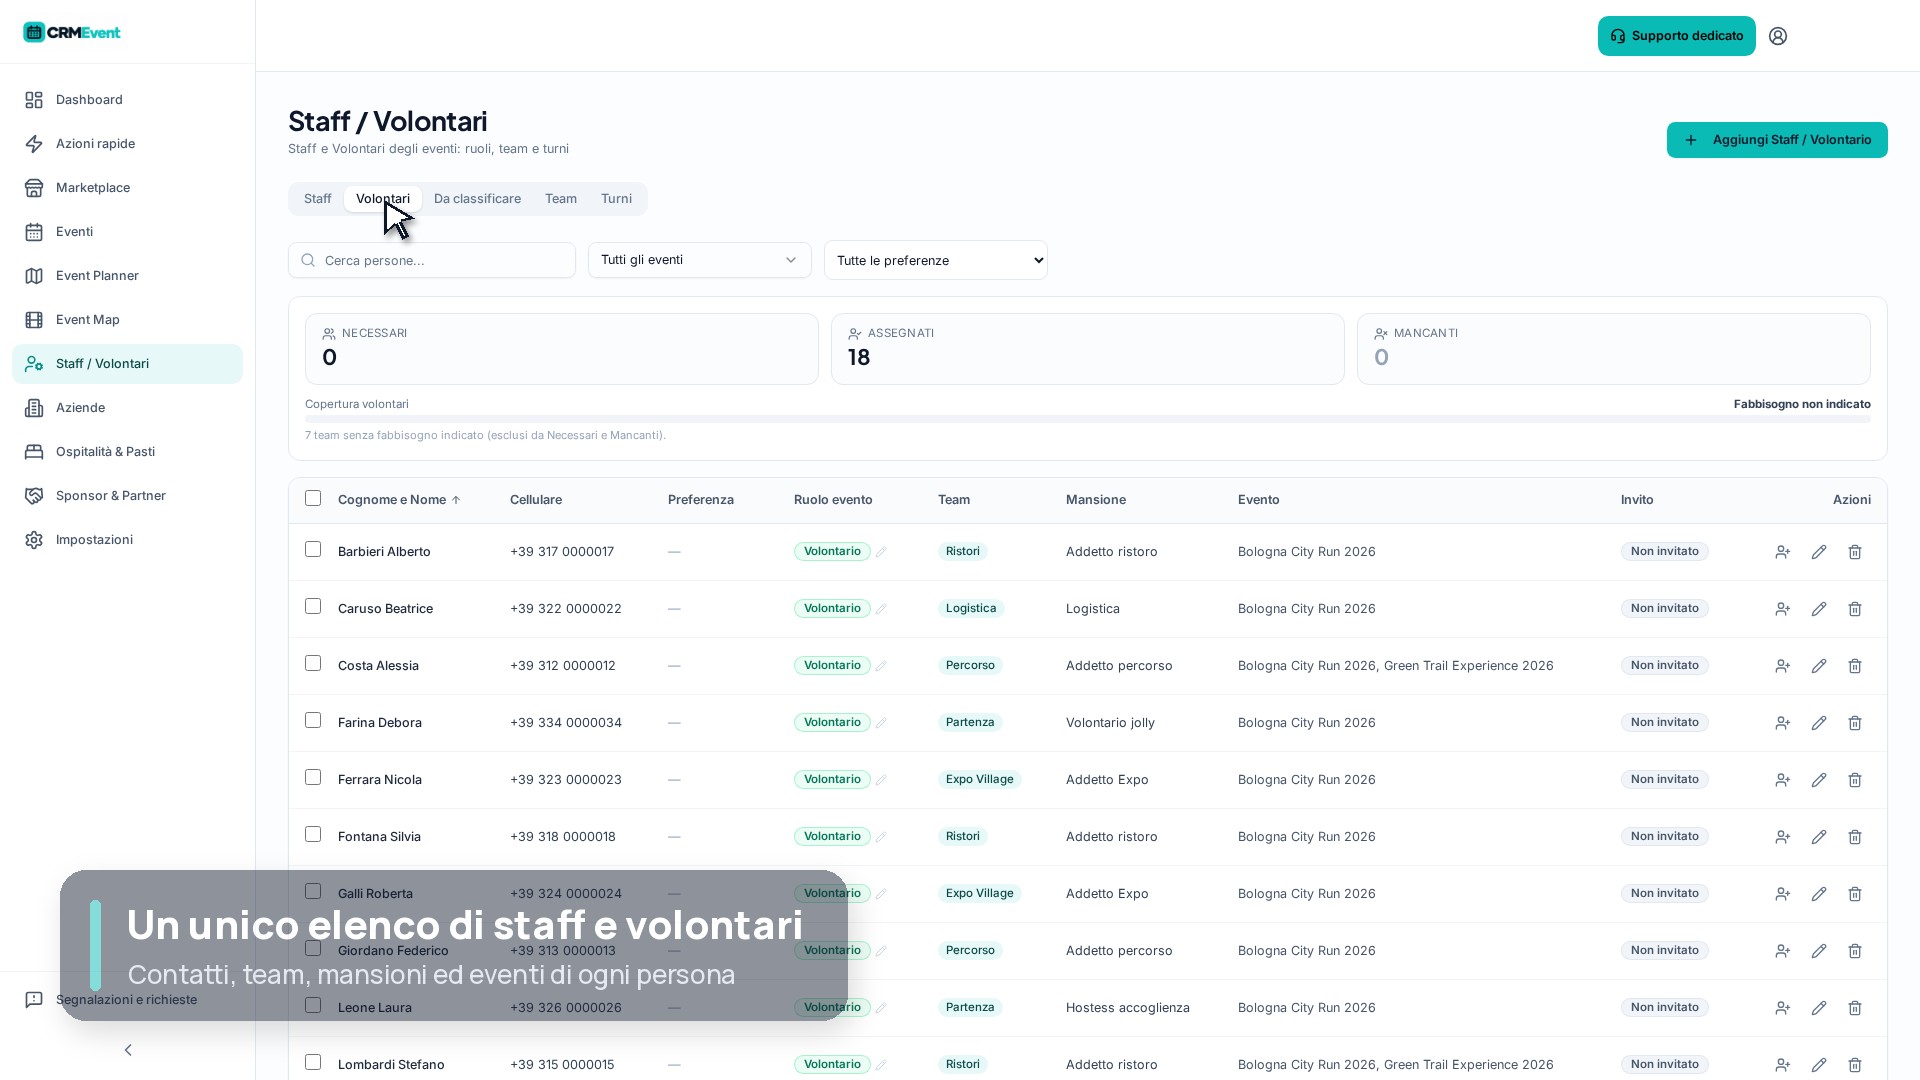 CRMEvent
Supporto dedicato
Dashboard
Azioni rapide
Marketplace
Eventi
Event Planner
Event Map
Staff / Volontari
Aziende
Ospitalità & Pasti
Sponsor & Partner
Impostazioni
Segnalazioni e richieste
Staff / Volontari
Staff e Volontari degli eventi: ruoli, team e turni
Aggiungi Staff / Volontario
Staff Volontari Da classificare Team Turni
Cerca persone... Tutti gli eventi Tutte le preferenze
NECESSARI ASSEGNATI MANCANTI
0 18 0
Copertura volontari Fabbisogno non indicato
7 team senza fabbisogno indicato (esclusi da Necessari e Mancanti).
Cognome e Nome ↑ Cellulare Preferenza Ruolo evento Team Mansione Evento Invito Azioni
Barbieri Alberto +39 317 0000017 — Volontario Ristori Addetto ristoro Bologna City Run 2026 Non invitato
Caruso Beatrice +39 322 0000022 — Volontario Logistica Logistica Bologna City Run 2026 Non invitato
Costa Alessia +39 312 0000012 — Volontario Percorso Addetto percorso Bologna City Run 2026, Green Trail Experience 2026 Non invitato
Farina Debora +39 334 0000034 — Volontario Partenza Volontario jolly Bologna City Run 2026 Non invitato
Ferrara Nicola +39 323 0000023 — Volontario Expo Village Addetto Expo Bologna City Run 2026 Non invitato
Fontana Silvia +39 318 0000018 — Volontario Ristori Addetto ristoro Bologna City Run 2026 Non invitato
Galli Roberta +39 324 0000024 — Volontario Expo Village Addetto Expo Bologna City Run 2026 Non invitato
Giordano Federico +39 313 0000013 — Volontario Percorso Addetto percorso Bologna City Run 2026 Non invitato
Leone Laura +39 326 0000026 — Volontario Partenza Hostess accoglienza Bologna City Run 2026 Non invitato
Lombardi Stefano +39 315 0000015 — Volontario Ristori Addetto ristoro Bologna City Run 2026, Green Trail Experience 2026 Non invitato
Un unico elenco di staff e volontari
Contatti, team, mansioni ed eventi di ogni persona